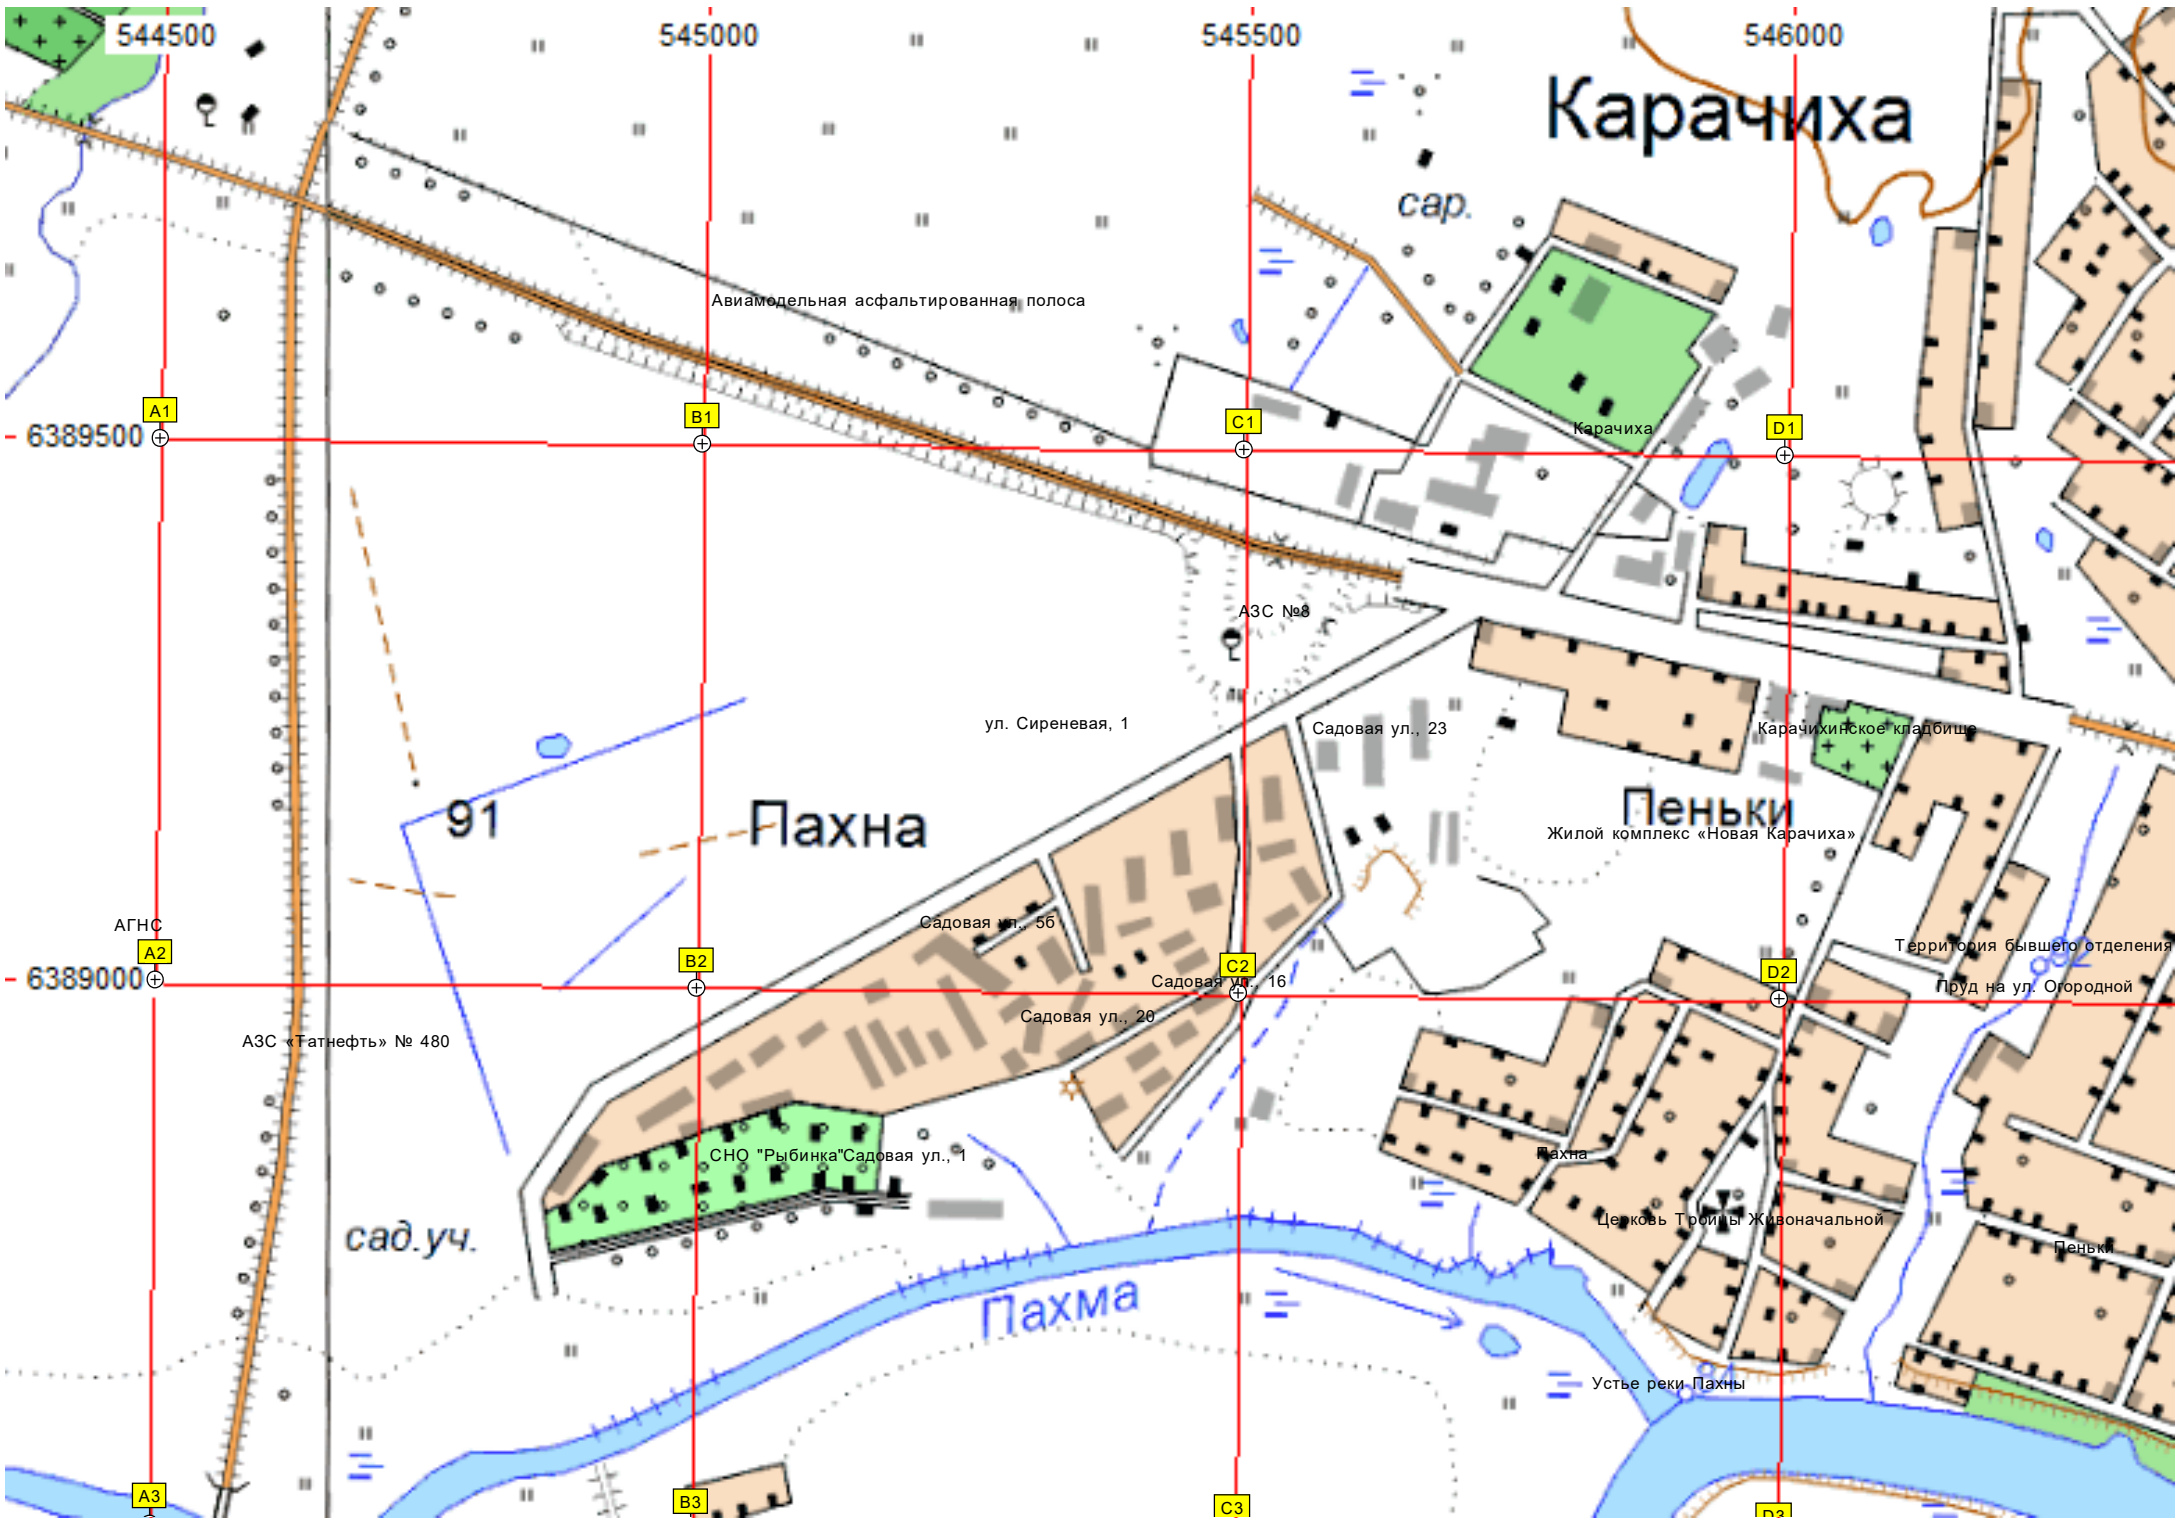 544500
545000
545500
546000
Карачиха
сар.
Авиамодельная асфальтированная полоса
A1
B1
C1
D1
Карачиха
6389500
АЗС №8
ул. Сиреневая, 1
Садовая ул., 23
Карачихинское кладбище
91
Пахна
Пеньки
Жилой комплекс «Новая Карачиха»
АГНС
Садовая ул., 5б
Территория бывшего отделения
92
A2
B2
C2
D2
6389000
Садовая ул., 16
Пруд на ул. Огородной
Садовая ул., 20
АЗС «Татнефть» № 480
СНО "Рыбинка"
Садовая ул., 1
Пахна
Церковь Троицы Живоначальной
сад.уч.
Пеньки
Пахма
84
Устье реки Пахны
A3
B3
C3
D3